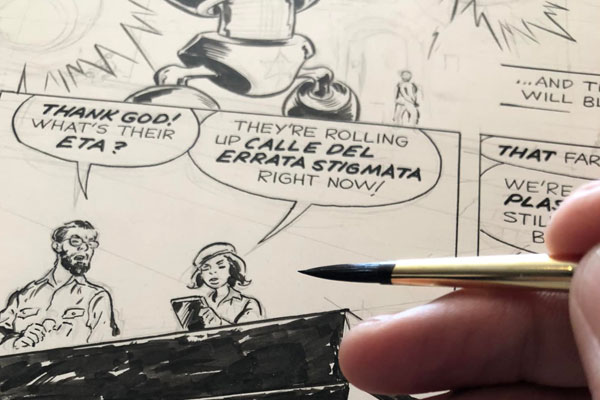 ...AND T
WILL BL
THANK GOD!
WHAT'S THEIR
ETA?
THEY'RE ROLLING
UP CALLE DEL
ERRATA STIGMATA
RIGHT NOW!
THAT FAR
WE'RE
PLAS
STIL
B